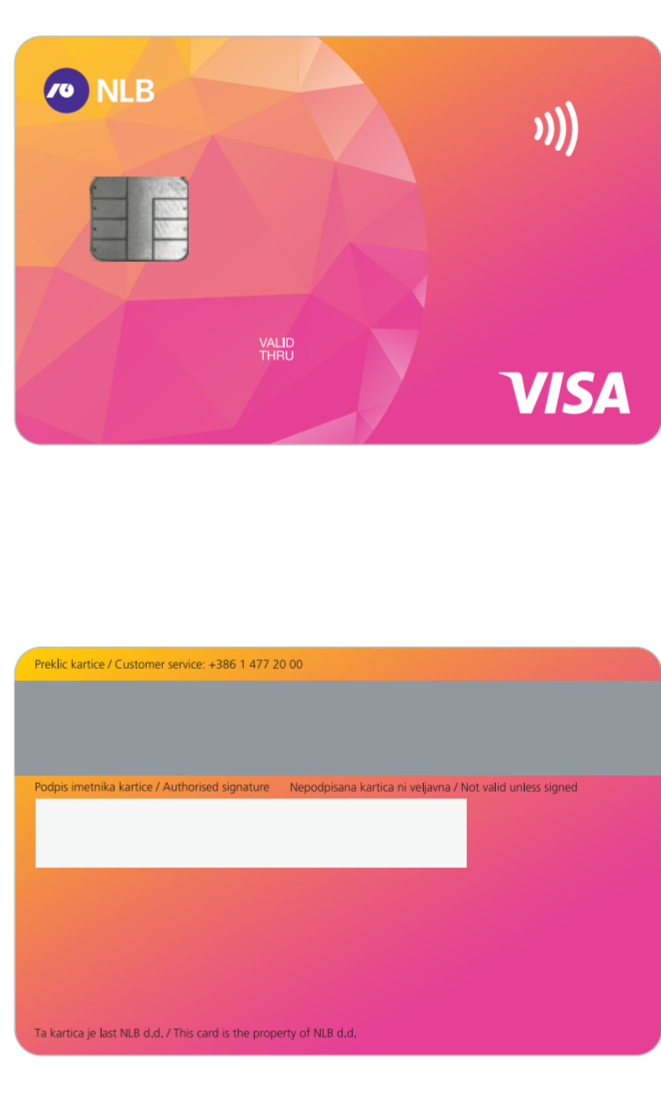 NLB
VALID
THRU
VISA
Preklic kartice / Customer service: +386 1 477 20 00
Podpis imetnika kartice / Authorised signature Nepodpisana kartica ni veljavna / Not valid unless signed
Ta kartica je last NLB d.d. / This card is the property of NLB d.d.